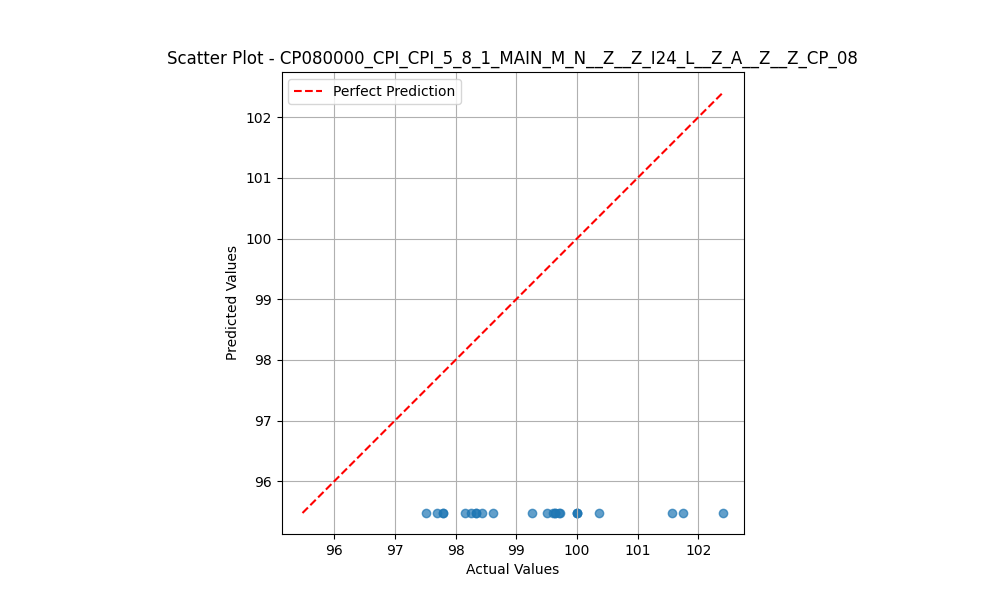 Scatter Plot - CP080000_CPI_CPI_5_8_1_MAIN_M_N__Z__Z_I24_L__Z_A__Z__Z_CP_08
Perfect Prediction
Predicted Values
102
101
100
99
98
97
96
96 97 98 99 100 101 102
Actual Values